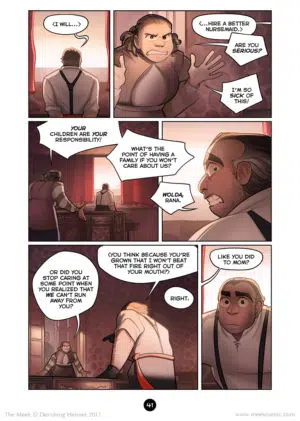 <I WILL...>
<...HIRE A BETTER
NURSEMAID.>
ARE YOU
SERIOUS?
I'M SO
SICK OF
THIS!
YOUR
CHILDREN ARE YOUR
RESPONSIBILITY!
WHAT'S THE
POINT OF HAVING A
FAMILY IF YOU WON'T
CARE ABOUT US?
WOLDA,
RANA.
OR DID YOU
STOP CARING AT
SOME POINT WHEN
YOU REALIZED THAT
WE CAN'T RUN
AWAY FROM
YOU?
<YOU THINK BECAUSE YOU'RE
GROWN THAT I WON'T BEAT
THAT FIRE RIGHT OUT OF
YOUR MOUTH?>
RIGHT.
LIKE YOU DID
TO MOM?
41
The Meek, © Der-shing Helmer 2017
www.meekcomic.com